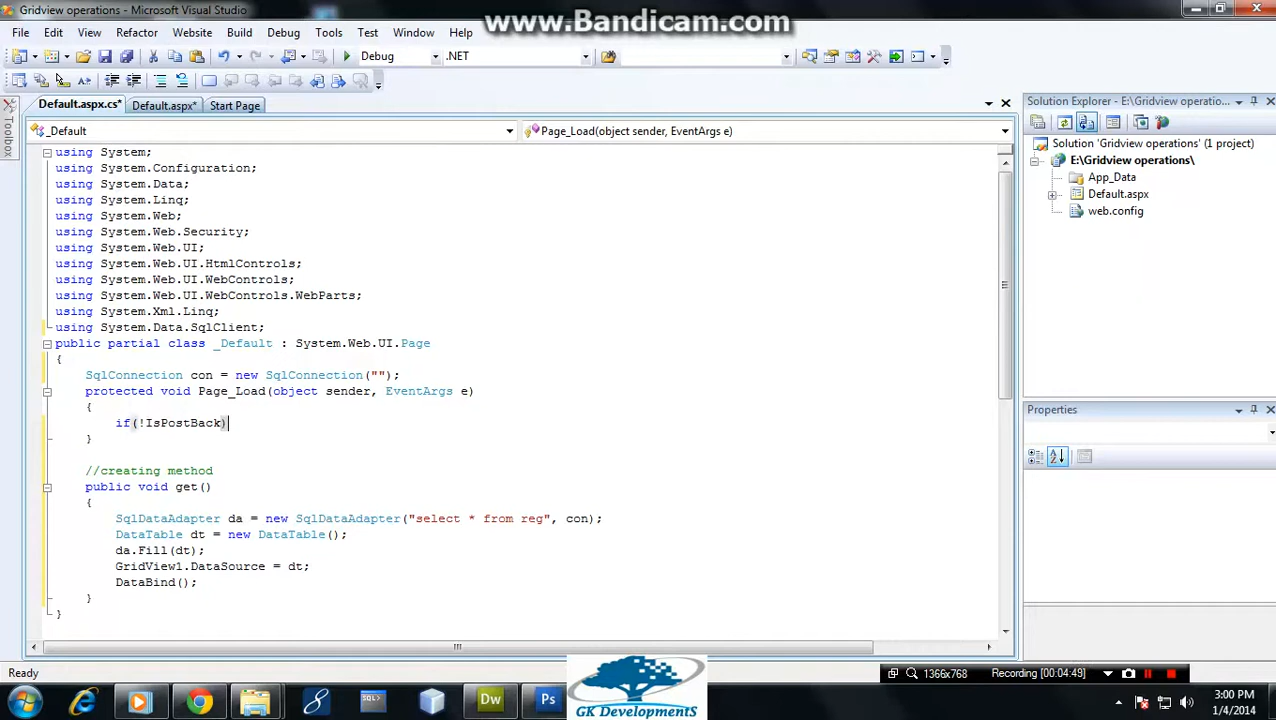 Gridview operations - Microsoft Visual Studio
www.Bandicam.com
File Edit View Refactor Website Build Debug Tools Test Window Help
Debug .NET
Default.aspx.cs* Default.aspx* Start Page
Solution Explorer - E:\Gridview operatio...
Toolbox
_Default Page_Load(object sender, EventArgs e)
Solution 'Gridview operations' (1 project)
E:\Gridview operations\
App_Data
Default.aspx
web.config
using System;
using System.Configuration;
using System.Data;
using System.Linq;
using System.Web;
using System.Web.Security;
using System.Web.UI;
using System.Web.UI.HtmlControls;
using System.Web.UI.WebControls;
using System.Web.UI.WebControls.WebParts;
using System.Xml.Linq;
using System.Data.SqlClient;
public partial class _Default : System.Web.UI.Page
{
SqlConnection con = new SqlConnection("");
protected void Page_Load(object sender, EventArgs e)
{
if(!IsPostBack)
}
//creating method
public void get()
{
SqlDataAdapter da = new SqlDataAdapter("select * from reg", con);
DataTable dt = new DataTable();
da.Fill(dt);
GridView1.DataSource = dt;
DataBind();
}
}
Properties
Ready
1366x768 Recording [00:04:49]
SQL
Dw
Ps
GK DevelopmentS
3:00 PM
1/4/2014